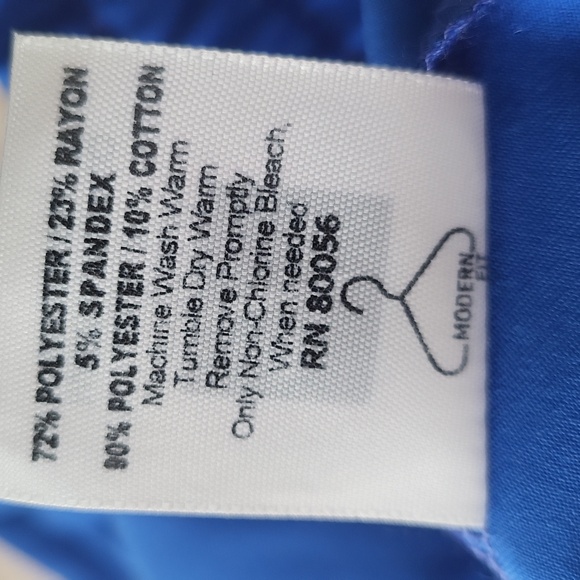 72% POLYESTER / 23% RAYON
5% SPANDEX
90% POLYESTER / 10% COTTON
Machine Wash Warm
Tumble Dry Warm
Remove Promptly
Only Non-Chlorine Bleach,
When needed
RN 80056
MODERN
FIT